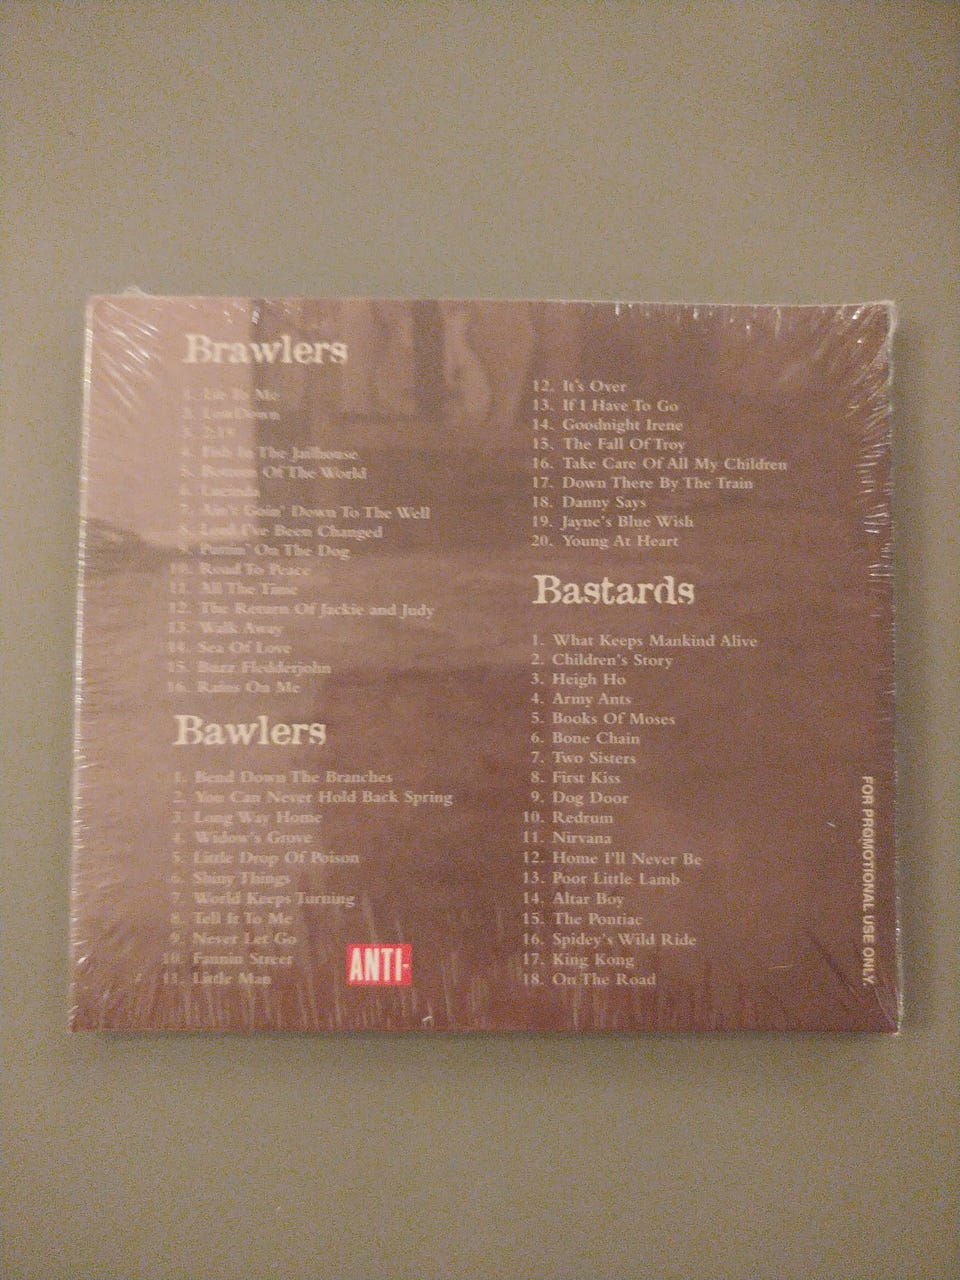 Brawlers
1. Lie To Me
2. LowDown
3. 2:19
4. Fish In The Jailhouse
5. Bottom Of The World
6. Lucinda
7. Ain't Goin' Down To The Well
8. Lord I've Been Changed
9. Puttin' On The Dog
10. Road To Peace
11. All The Time
12. The Return Of Jackie and Judy
13. Walk Away
14. Sea Of Love
15. Buzz Fledderjohn
16. Rains On Me
Bawlers
1. Bend Down The Branches
2. You Can Never Hold Back Spring
3. Long Way Home
4. Widow's Grove
5. Little Drop Of Poison
6. Shiny Things
7. World Keeps Turning
8. Tell It To Me
9. Never Let Go
10. Fannin Street
11. Little Man
12. It's Over
13. If I Have To Go
14. Goodnight Irene
15. The Fall Of Troy
16. Take Care Of All My Children
17. Down There By The Train
18. Danny Says
19. Jayne's Blue Wish
20. Young At Heart
Bastards
1. What Keeps Mankind Alive
2. Children's Story
3. Heigh Ho
4. Army Ants
5. Books Of Moses
6. Bone Chain
7. Two Sisters
8. First Kiss
9. Dog Door
10. Redrum
11. Nirvana
12. Home I'll Never Be
13. Poor Little Lamb
14. Altar Boy
15. The Pontiac
16. Spidey's Wild Ride
17. King Kong
18. On The Road
ANTI-
FOR PROMOTIONAL USE ONLY.